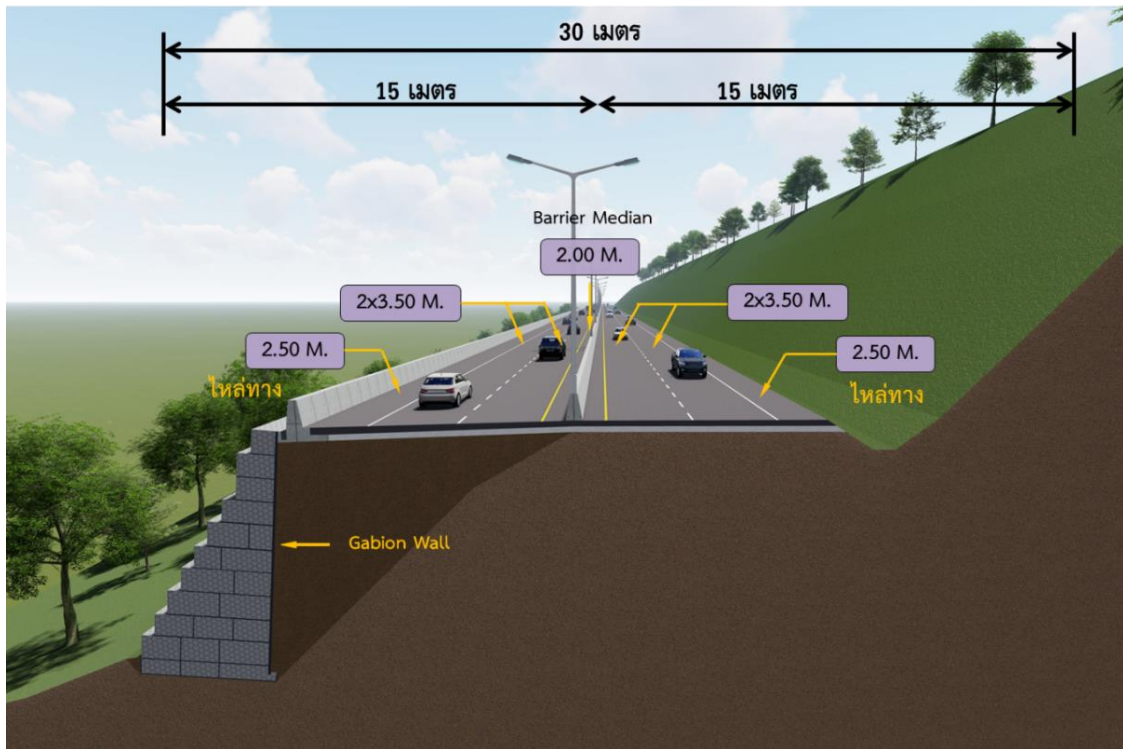 30 เมตร
15 เมตร
15 เมตร
Barrier Median
2.00 M.
2x3.50 M.
2x3.50 M.
2.50 M.
2.50 M.
ไหล่ทาง
ไหล่ทาง
Gabion Wall